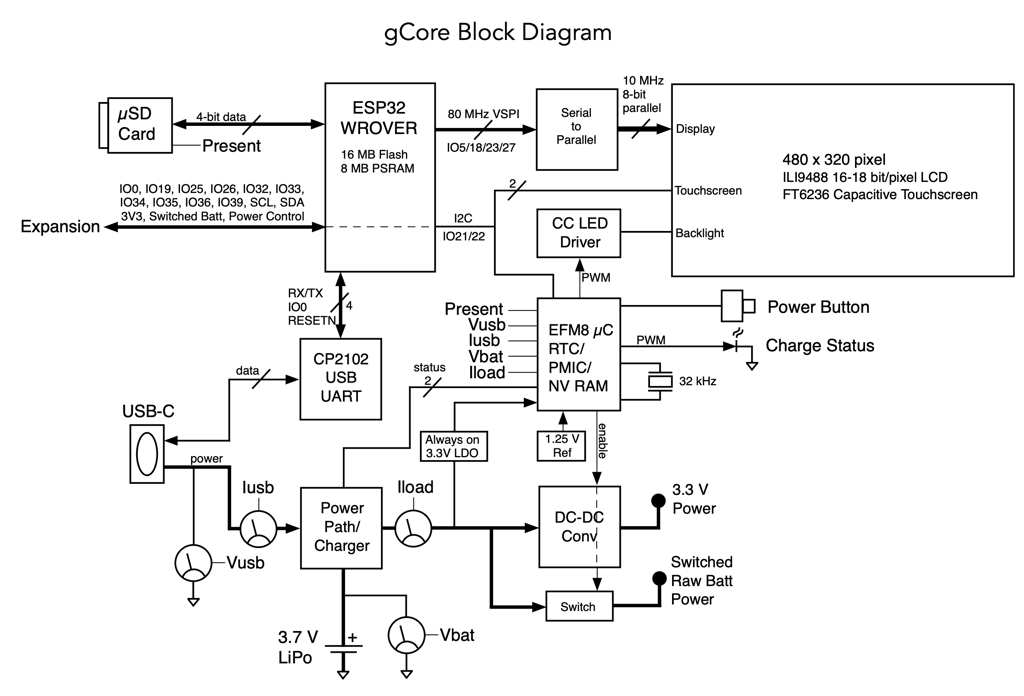 gCore Block Diagram
µSD
Card
4-bit data
Present
ESP32
WROVER
16 MB Flash
8 MB PSRAM
80 MHz VSPI
IO5/18/23/27
Serial
to
Parallel
10 MHz
8-bit
parallel
Display
480 x 320 pixel
ILI9488 16-18 bit/pixel LCD
FT6236 Capacitive Touchscreen
Touchscreen
Backlight
2
IO0, IO19, IO25, IO26, IO32, IO33,
IO34, IO35, IO36, IO39, SCL, SDA
3V3, Switched Batt, Power Control
Expansion
I2C
IO21/22
CC LED
Driver
PWM
RX/TX
IO0
RESETN
4
Present
Vusb
Iusb
Vbat
Iload
EFM8 µC
RTC/
PMIC/
NV RAM
Power Button
PWM
Charge Status
32 kHz
CP2102
USB
UART
data
status
2
USB-C
power
Always on
3.3V LDO
1.25 V
Ref
enable
Iusb
Vusb
Power
Path/
Charger
Iload
DC-DC
Conv
3.3 V
Power
Switched
Raw Batt
Power
Switch
3.7 V
LiPo
+
Vbat